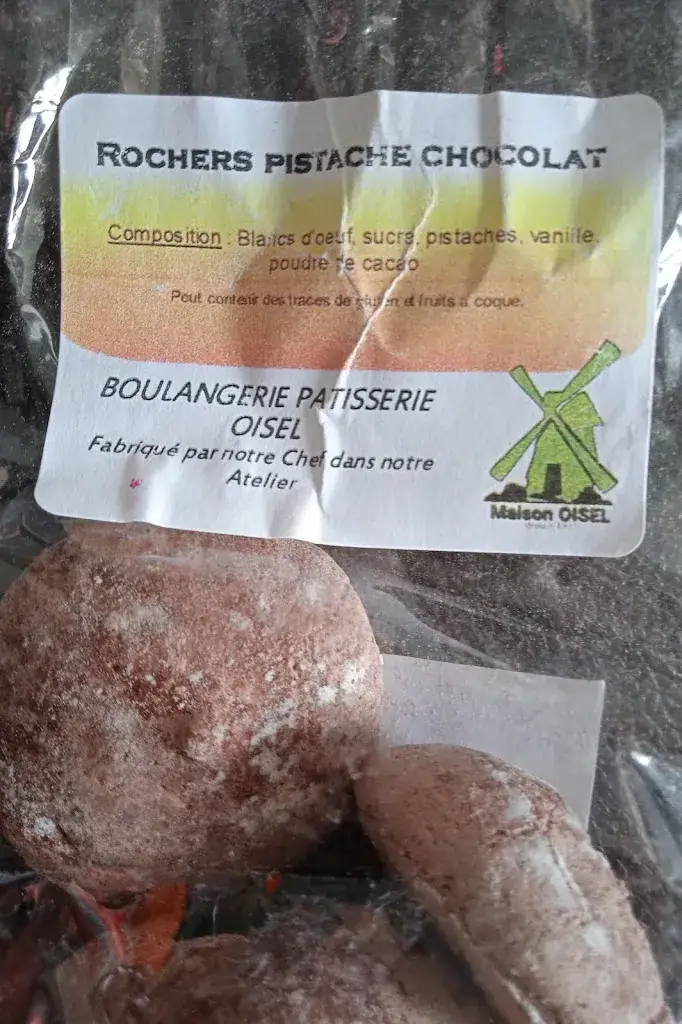 ROCHERS PISTACHE CHOCOLAT
Composition : Blancs d'oeuf, sucre, pistaches, vanille,
poudre de cacao
Peut contenir des traces de gluten et fruits a coque.
BOULANGERIE PATISSERIE
OISEL
Fabriqué par notre Chef dans notre
Atelier
Maison OISEL